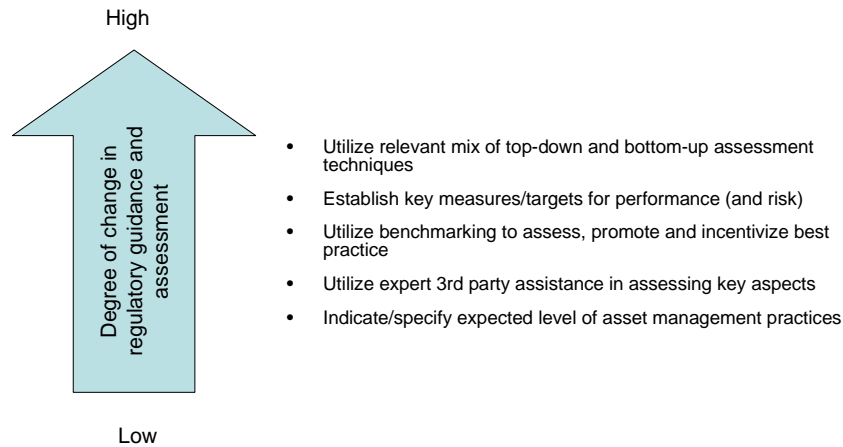 High
Degree of change in
regulatory guidance and
assessment
• Utilize relevant mix of top-down and bottom-up assessment
techniques
• Establish key measures/targets for performance (and risk)
• Utilize benchmarking to assess, promote and incentivize best
practice
• Utilize expert 3rd party assistance in assessing key aspects
• Indicate/specify expected level of asset management practices
Low